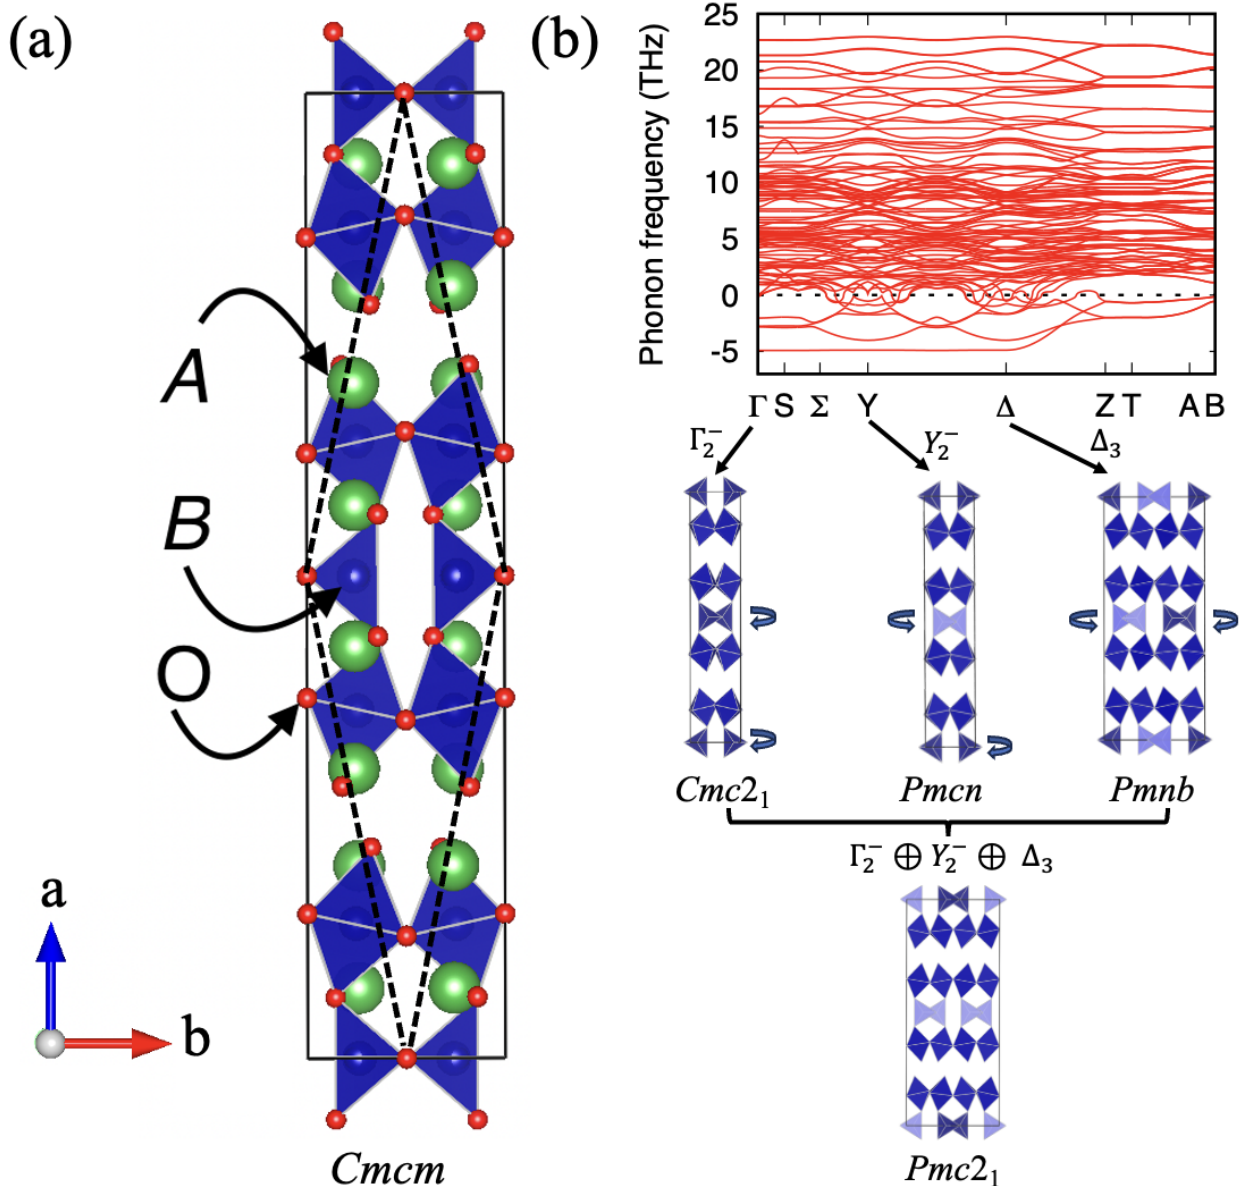 (a)
A
B
O
a
b
Cmcm
(b)
Phonon frequency (THz)
25
20
15
10
5
0
-5
Γ S Σ Y Δ Z T A B
Γ₂⁻ Y₂⁻ Δ₃
Cmc2₁ Pmcn Pmnb
Γ₂⁻ ⊕ Y₂⁻ ⊕ Δ₃
Pmc2₁